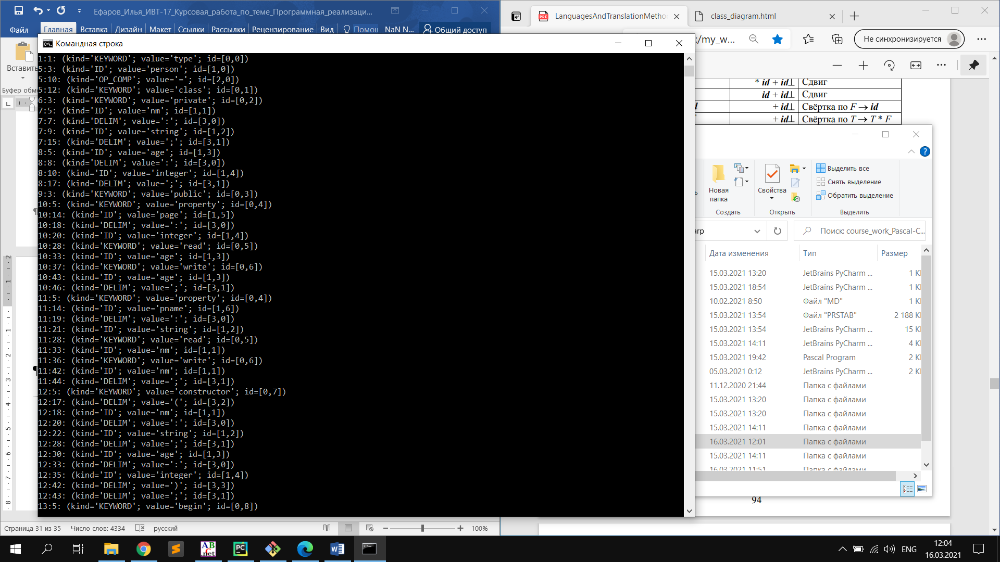 Ефаров_Илья_ИВТ-17_Курсовая_работа_по_теме_Программная_реализаци...
Файл Главная Вставка Дизайн Макет Ссылки Рассылки Рецензирование Вид Помощ NaN N... Общий доступ
Вставить
Буфер обм
LanguagesAndTranslationMetho
class_diagram.html
:/my_w...
Не синхронизируется
Командная строка
1:1: (kind='KEYWORD'; value='type'; id=[0,0])
5:3: (kind='ID'; value='person'; id=[1,0])
5:10: (kind='OP_COMP'; value='='; id=[2,0])
5:12: (kind='KEYWORD'; value='class'; id=[0,1])
6:3: (kind='KEYWORD'; value='private'; id=[0,2])
7:5: (kind='ID'; value='nm'; id=[1,1])
7:7: (kind='DELIM'; value=':'; id=[3,0])
7:9: (kind='ID'; value='string'; id=[1,2])
7:15: (kind='DELIM'; value=';'; id=[3,1])
8:5: (kind='ID'; value='age'; id=[1,3])
8:8: (kind='DELIM'; value=':'; id=[3,0])
8:10: (kind='ID'; value='integer'; id=[1,4])
8:17: (kind='DELIM'; value=';'; id=[3,1])
9:3: (kind='KEYWORD'; value='public'; id=[0,3])
10:5: (kind='KEYWORD'; value='property'; id=[0,4])
10:14: (kind='ID'; value='page'; id=[1,5])
10:18: (kind='DELIM'; value=':'; id=[3,0])
10:20: (kind='ID'; value='integer'; id=[1,4])
10:28: (kind='KEYWORD'; value='read'; id=[0,5])
10:33: (kind='ID'; value='age'; id=[1,3])
10:37: (kind='KEYWORD'; value='write'; id=[0,6])
10:43: (kind='ID'; value='age'; id=[1,3])
10:46: (kind='DELIM'; value=';'; id=[3,1])
11:5: (kind='KEYWORD'; value='property'; id=[0,4])
11:14: (kind='ID'; value='pname'; id=[1,6])
11:19: (kind='DELIM'; value=':'; id=[3,0])
11:21: (kind='ID'; value='string'; id=[1,2])
11:28: (kind='KEYWORD'; value='read'; id=[0,5])
11:33: (kind='ID'; value='nm'; id=[1,1])
11:36: (kind='KEYWORD'; value='write'; id=[0,6])
11:42: (kind='ID'; value='nm'; id=[1,1])
11:44: (kind='DELIM'; value=';'; id=[3,1])
12:5: (kind='KEYWORD'; value='constructor'; id=[0,7])
12:17: (kind='DELIM'; value='('; id=[3,2])
12:18: (kind='ID'; value='nm'; id=[1,1])
12:20: (kind='DELIM'; value=':'; id=[3,0])
12:22: (kind='ID'; value='string'; id=[1,2])
12:28: (kind='DELIM'; value=';'; id=[3,1])
12:30: (kind='ID'; value='age'; id=[1,3])
12:33: (kind='DELIM'; value=':'; id=[3,0])
12:35: (kind='ID'; value='integer'; id=[1,4])
12:42: (kind='DELIM'; value=')'; id=[3,3])
12:43: (kind='DELIM'; value=';'; id=[3,1])
13:5: (kind='KEYWORD'; value='begin'; id=[0,8])
* id + id⊥ Сдвиг
id + id⊥ Сдвиг
+ id⊥ Свёртка по F → id
+ id⊥ Свёртка по T → T * F
Новая папка
Создать
Свойства
Открыть
Выделить все
Снять выделение
Обратить выделение
Выделить
arp
Поиск: course_work_Pascal-C...
Дата изменения Тип Размер
15.03.2021 13:20 JetBrains PyCharm ... 1 К
15.03.2021 18:54 JetBrains PyCharm ... 1 К
10.02.2021 8:50 Файл "MD" 1 К
15.03.2021 13:54 Файл "PRSTAB" 2 188 К
15.03.2021 13:54 JetBrains PyCharm ... 15 К
15.03.2021 14:11 JetBrains PyCharm ... 4 К
15.03.2021 19:42 Pascal Program 2 К
05.03.2021 0:12 JetBrains PyCharm ... 2 К
11.12.2020 21:44 Папка с файлами
15.03.2021 13:20 Папка с файлами
15.03.2021 13:20 Папка с файлами
15.03.2021 14:11 Папка с файлами
16.03.2021 12:01 Папка с файлами
15.03.2021 14:11 Папка с файлами
16.03.2021 11:51 Папка с файлами
94
Страница 31 из 35 Число слов: 4334 русский 100%
ENG
12:04
16.03.2021